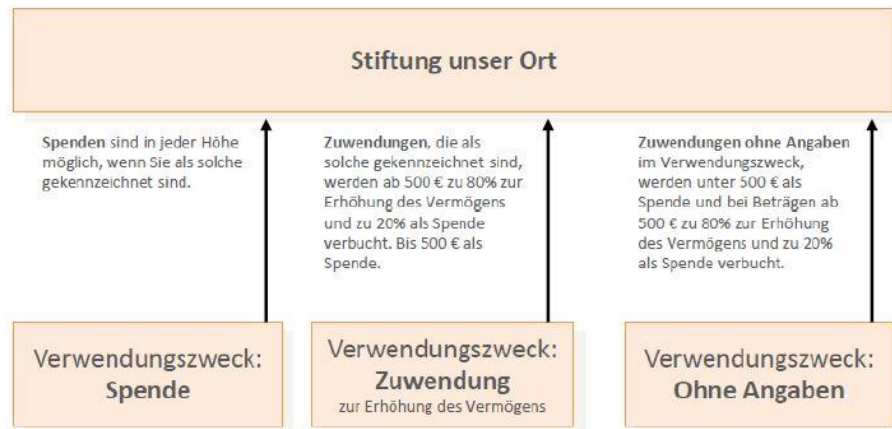 Stiftung unser Ort
Spenden sind in jeder Höhe
möglich, wenn Sie als solche
gekennzeichnet sind.
Zuwendungen, die als
solche gekennzeichnet sind,
werden ab 500 € zu 80% zur
Erhöhung des Vermögens
und zu 20% als Spende
verbucht. Bis 500 € als
Spende.
Zuwendungen ohne Angaben
im Verwendungszweck,
werden unter 500 € als
Spende und bei Beträgen ab
500 € zu 80% zur Erhöhung
des Vermögens und zu 20%
als Spende verbucht.
Verwendungszweck:
Spende
Verwendungszweck:
Zuwendung
zur Erhöhung des Vermögens
Verwendungszweck:
Ohne Angaben